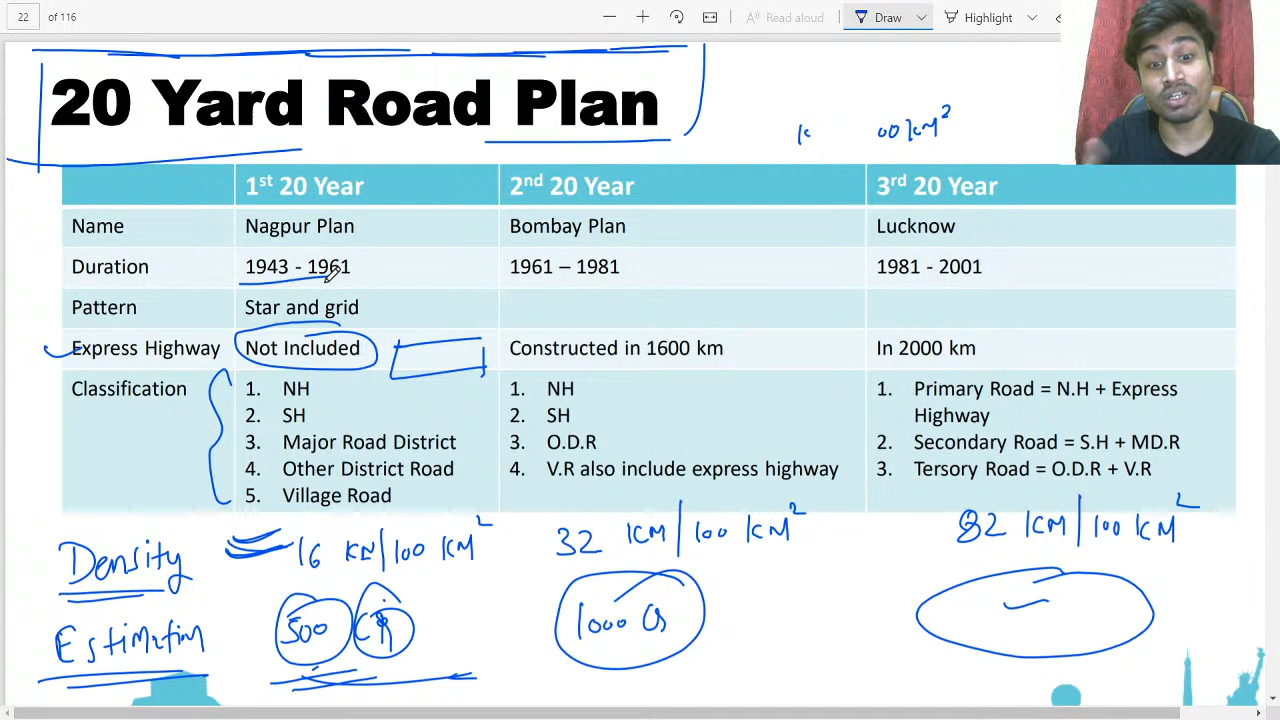 22 of 116 Read aloud Draw Highlight
20 Yard Road Plan
00 KM²
1st 20 Year 2nd 20 Year 3rd 20 Year
Name Nagpur Plan Bombay Plan Lucknow
Duration 1943 - 1961 1961 – 1981 1981 - 2001
Pattern Star and grid
Express Highway Not Included Constructed in 1600 km In 2000 km
Classification 1. NH 1. NH 1. Primary Road = N.H + Express
2. SH 2. SH Highway
3. Major Road District 3. O.D.R 2. Secondary Road = S.H + MD.R
4. Other District Road 4. V.R also include express highway 3. Tersory Road = O.D.R + V.R
5. Village Road
Density 16 KN/100 KM² 32 KM/100 KM² 82 KM/100 KM²
Estimation 500 CR 1000 Cr